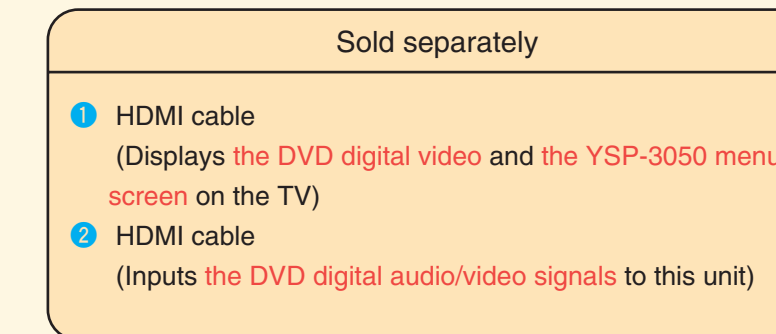 Sold separately
1 HDMI cable
(Displays the DVD digital video and the YSP-3050 menu
screen on the TV)
2 HDMI cable
(Inputs the DVD digital audio/video signals to this unit)